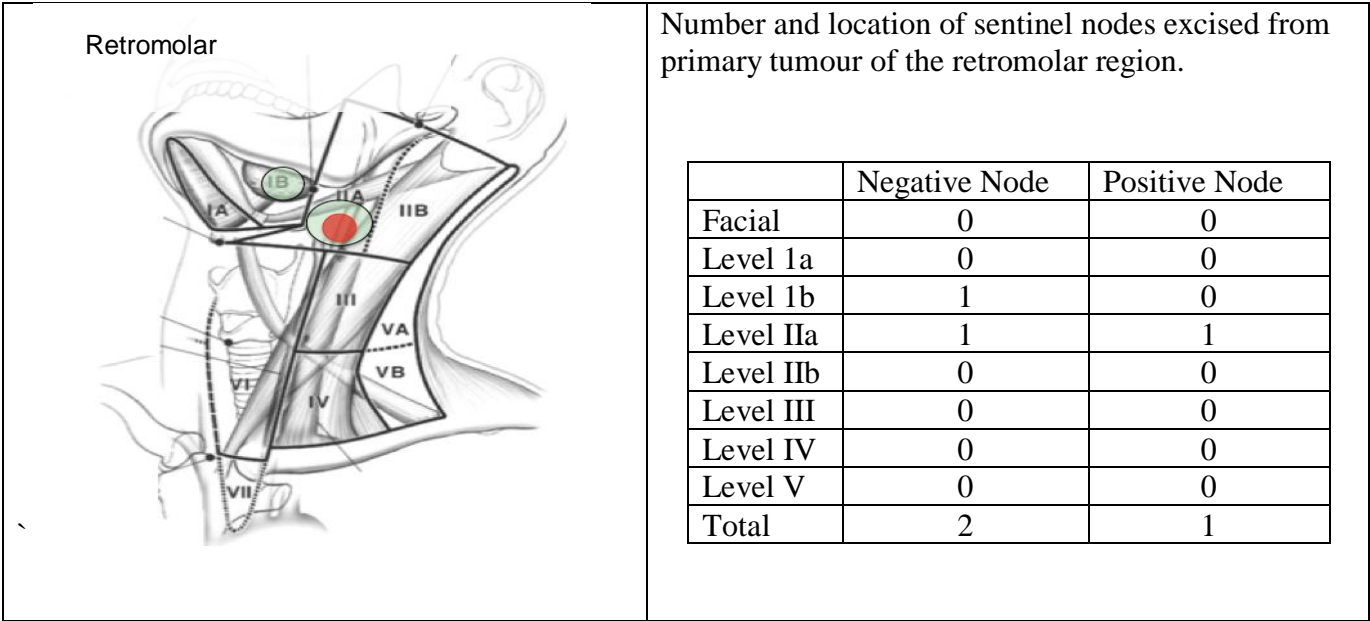 Retromolar
IB
IIA
IA
IIB
III
VA
VB
VI
IV
VII
`
Number and location of sentinel nodes excised from
primary tumour of the retromolar region.
Negative Node Positive Node
Facial 0 0
Level 1a 0 0
Level 1b 1 0
Level IIa 1 1
Level IIb 0 0
Level III 0 0
Level IV 0 0
Level V 0 0
Total 2 1